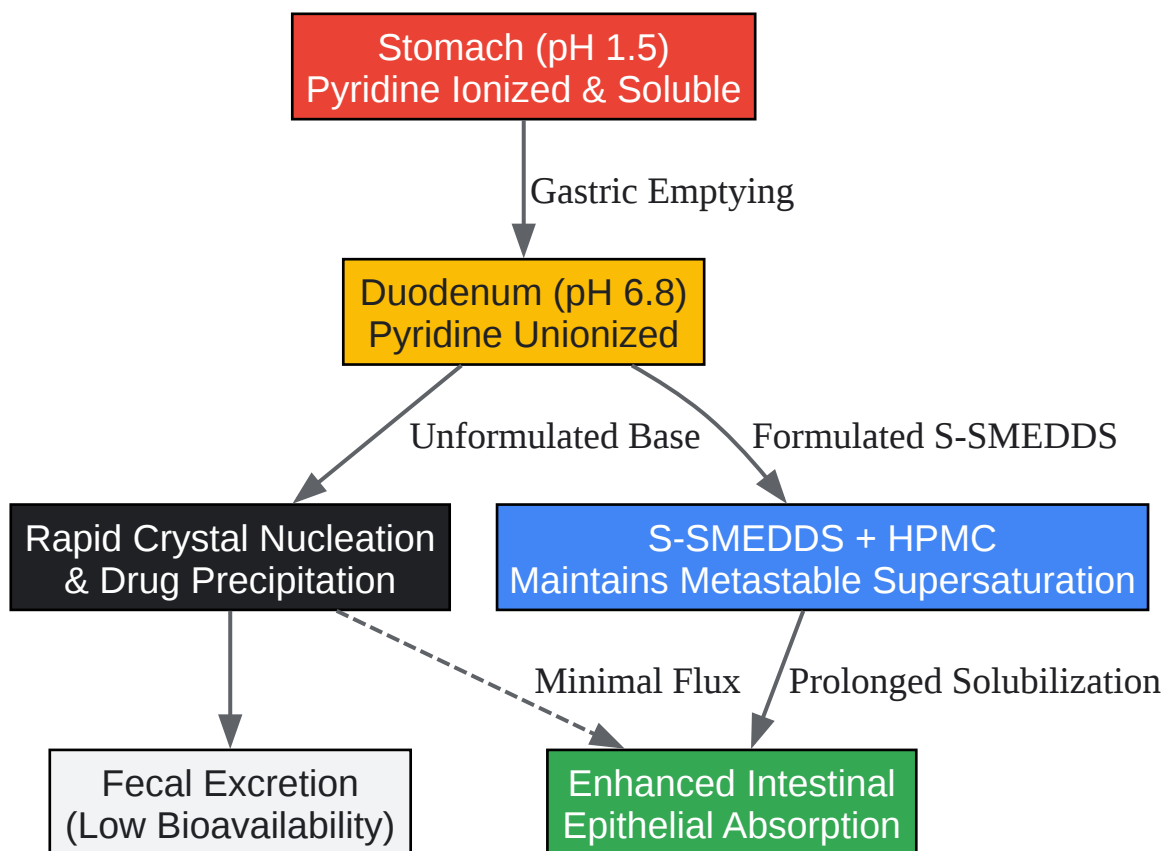 Stomach (pH 1.5)
Pyridine Ionized & Soluble
Gastric Emptying
Duodenum (pH 6.8)
Pyridine Unionized
Unformulated Base
Formulated S-SMEDDS
Rapid Crystal Nucleation
& Drug Precipitation
S-SMEDDS + HPMC
Maintains Metastable Supersaturation
Minimal Flux
Prolonged Solubilization
Fecal Excretion
(Low Bioavailability)
Enhanced Intestinal
Epithelial Absorption